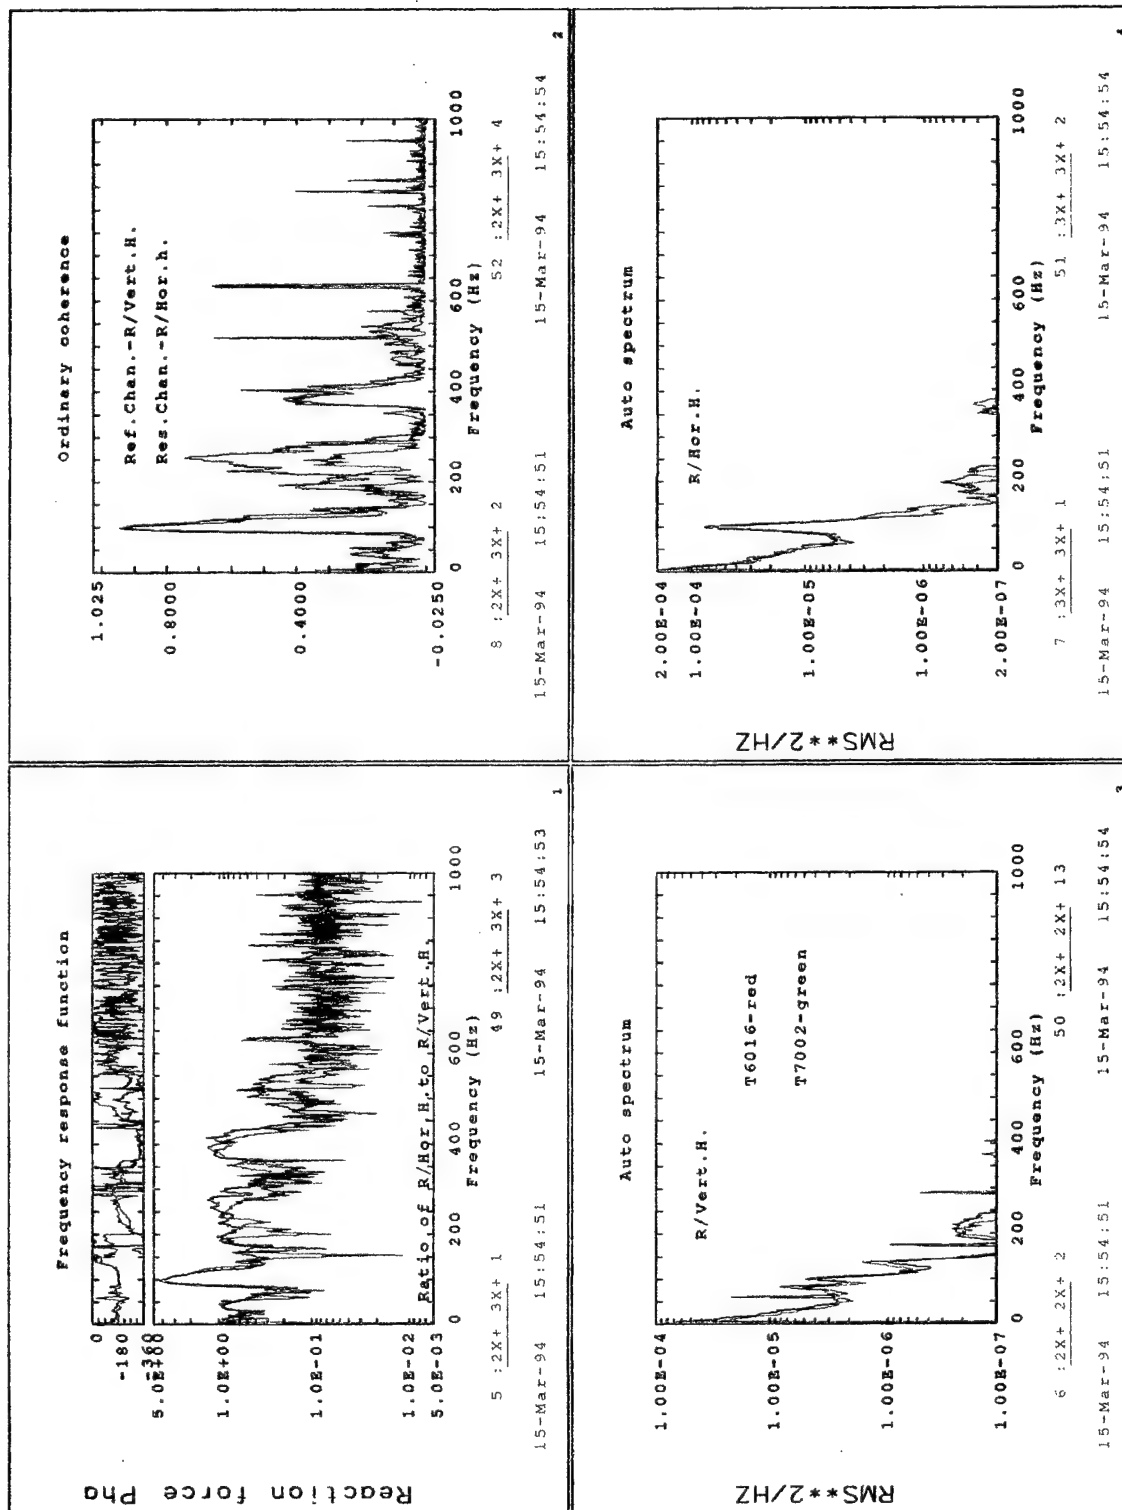 Frequency response function
Reaction force Pha
0
-180
-360
5.0E+00
1.0E+00
1.0E-01
1.0E-02
5.0E-03
Ratio of R/Hor.H. to R/Vert.H.
0 200 400 600 1000
Frequency (Hz)
5 :2X+ 3X+ 1 49 :2X+ 3X+ 3
15-Mar-94 15:54:51 15-Mar-94 15:54:53
1
Ordinary coherence
1.025
0.8000
0.4000
-0.0250
Ref.Chan.-R/Vert.H.
Res.Chan.-R/Hor.h.
0 200 400 600 1000
Frequency (Hz)
8 :2X+ 3X+ 2 52 :2X+ 3X+ 4
15-Mar-94 15:54:51 15-Mar-94 15:54:54
2
Auto spectrum
RMS**2/HZ
1.00E-04
1.00E-05
1.00E-06
1.00E-07
R/Vert.H.
T6016-red
T7002-green
0 200 400 600 1000
Frequency (Hz)
6 :2X+ 2X+ 2 50 :2X+ 2X+ 13
15-Mar-94 15:54:51 15-Mar-94 15:54:54
3
Auto spectrum
RMS**2/HZ
2.00E-04
1.00E-04
1.00E-05
1.00E-06
2.00E-07
R/Hor.H.
0 200 400 600 1000
Frequency (Hz)
7 :3X+ 3X+ 1 51 :3X+ 3X+ 2
15-Mar-94 15:54:51 15-Mar-94 15:54:54
4